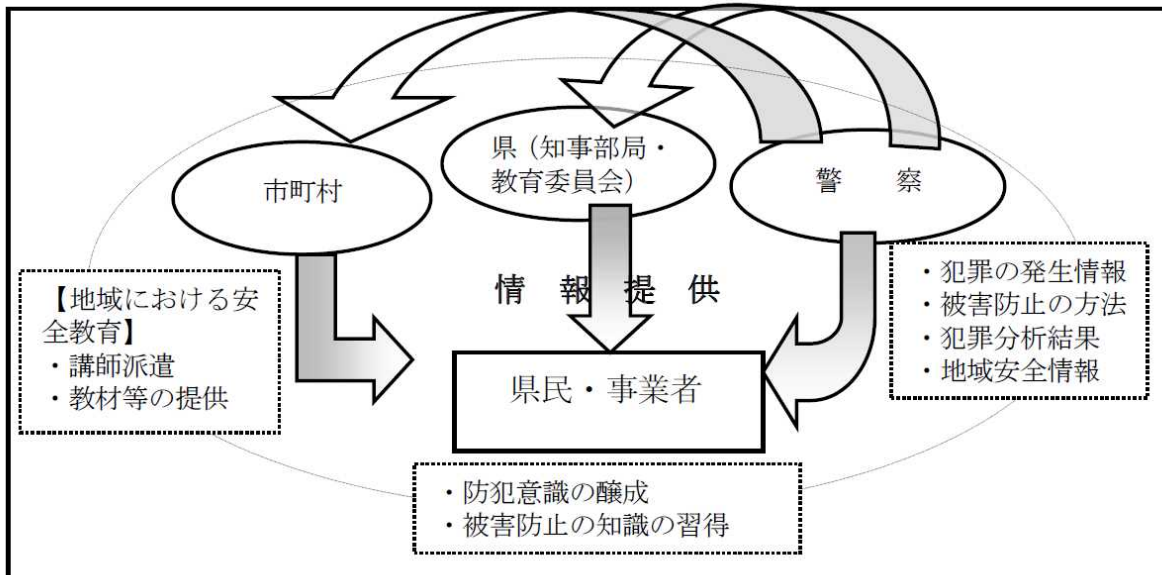 県（知事部局・
教育委員会）
市町村
警　察
情　報　提　供
【地域における安
全教育】
・講師派遣
・教材等の提供
・犯罪の発生情報
・被害防止の方法
・犯罪分析結果
・地域安全情報
県民・事業者
・防犯意識の醸成
・被害防止の知識の習得